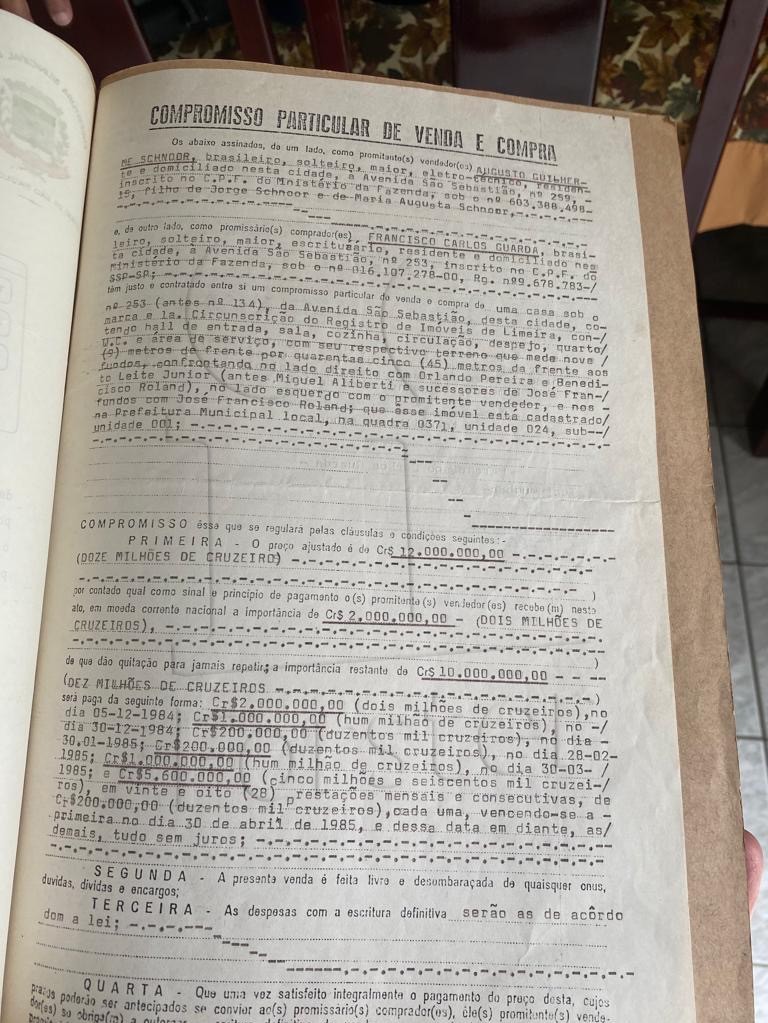 COMPROMISSO PARTICULAR DE VENDA E COMPRA
Os abaixo assinados, de um lado, como promitente(s) vendedor(es) AUGUSTO GUILHER-
ME SCHNOOR, brasileiro, solteiro, maior, eletro-técnico, residen-
te e domiciliado nesta cidade, a Avenida São Sebastião, nº 259, -
inscrito no C.P.F. do Ministério da Fazenda, sob o nº 603.388.498-
15, filho de Jorge Schnoor e de Maria Augusta Schnoor,
e, de outro lado, como promissário(s) comprador(es), FRANCISCO CARLOS GUARDA, brasi-
leiro, solteiro, maior, escriturário, residente e domiciliado nes
ta cidade, à Avenida São Sebastião, nº 253, inscrito no C.P.F. do
Ministério da Fazenda, sob o nº 016.107.278-00, Rg. nº9.678.783-/
SSP-SP;
têm justo e contratado entre si um compromisso particular de venda e compra de uma casa sob o
nº 253 (antes nº 134), da Avenida São Sebastião, desta cidade, co-
marca e 1a. Circunscrição do Registro de Imóveis de Limeira, con-/
tendo hall de entrada, sala, cozinha, circulação, despejo, quarto/
W.C. e área de serviço, com seu respectivo terreno que mede nove /
(9) metros de frente por quarentas cinco (45) metros da frente aos
fundos, confrontando no lado direito com Orlando Pereira e Benedi-
to Leite Junior (antes Miguel Aliberti e sucessores de José Fran-/
cisco Roland), no lado esquerdo com o promitente vendedor, e nos -
fundos com José Francisco Roland; que êsse imóvel está cadastrado/
na Prefeitura Municipal local, na quadra 0371, unidade 024, sub--/
unidade 001;
COMPROMISSO êsse que se regulará pelas cláusulas e condições seguintes:-
PRIMEIRA - O preço ajustado é de Cr$ 12.000.000,00
(DOZE MILHÕES DE CRUZEIRO)
)
por contado qual como sinal e princípio de pagamento o(s) promitente(s) vendedor(es) recebe(m) neste
ato, em moeda corrente nacional a importância de Cr$ 2.000.000,00 - (DOIS MILHÕES DE
CRUZEIROS),
)
de que dão quitação para jamais repetir; a importância restante de Cr$ 10.000.000,00 - - --
(DEZ MILHÕES DE CRUZEIROS )
será paga da seguinte forma: Cr$2.000.000,00 (dois milhões de cruzeiros),no
dia 05-12-1984; Cr$1.000.000,00 (hum milhão de cruzeiros), no -/
dia 30-12-1984; Cr$200.000,00 (duzentos mil cruzeiros), no dia -
30.01-1985; Cr$200.000,00 (duzentos mil cruzeiros), no dia 28-02-
1985; Cr$1.000.000,00 (hum milhão de cruzeiros), no dia 30-03- /
1985; e Cr$5.600.000,00 (cinco milhões e seiscentos mil cruzei-/
ros), em vinte e oito (28) prestações mensais e consecutivas, de
Cr$200.000,00 (duzentos mil cruzeiros),cada uma, vencendo-se a -
primeira no dia 30 de abril de 1985, e dessa data em diante, as/
demais, tudo sem juros;
SEGUNDA - A presente venda é feita livre e desembaraçada de quaisquer onus,
duvidas, dividas e encargos;
TERCEIRA - As despesas com a escritura definitiva serão as de acôrdo
dom a lei;
QUARTA - Que uma vez satisfeito integralmente o pagamento do preço desta, cujos
prazos poderão ser antecipados se convier ao(s) promissário(s) comprador(es), êle(s) promitente(s) vende-
dor(es) se obriga(m) a outorgar